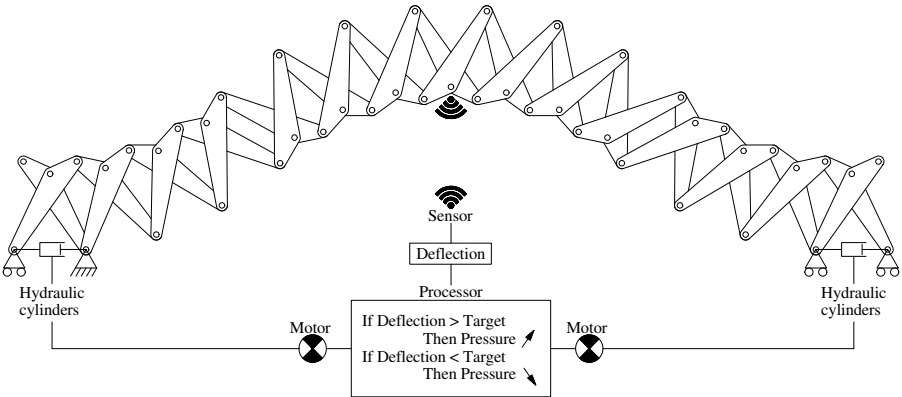 Sensor
Deflection
Processor
Hydraulic
cylinders
Hydraulic
cylinders
Motor
If Deflection > Target
Then Pressure
If Deflection < Target
Then Pressure
Motor